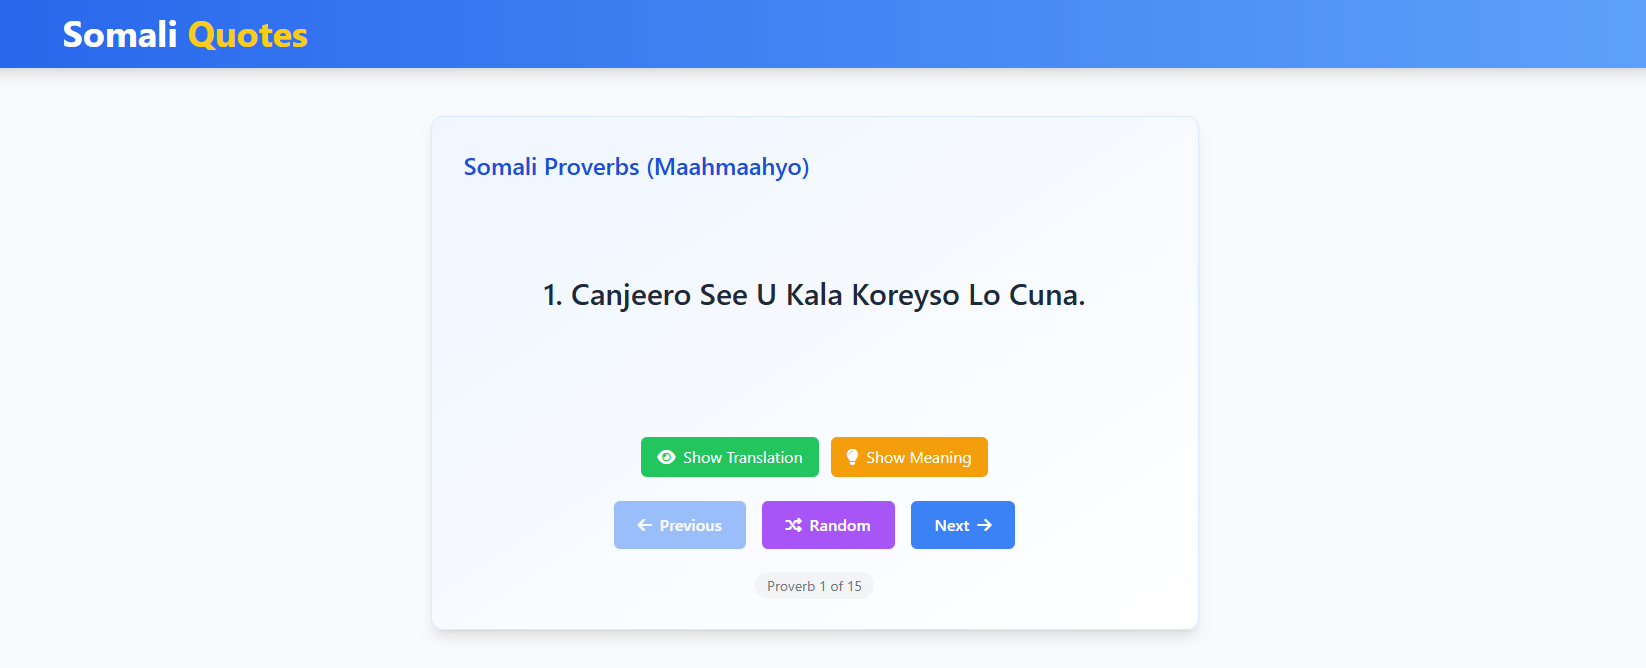 Somali Quotes
Somali Proverbs (Maahmaahyo)
1. Canjeero See U Kala Koreyso Lo Cuna.
Show Translation
Show Meaning
Previous
Random
Next
Proverb 1 of 15